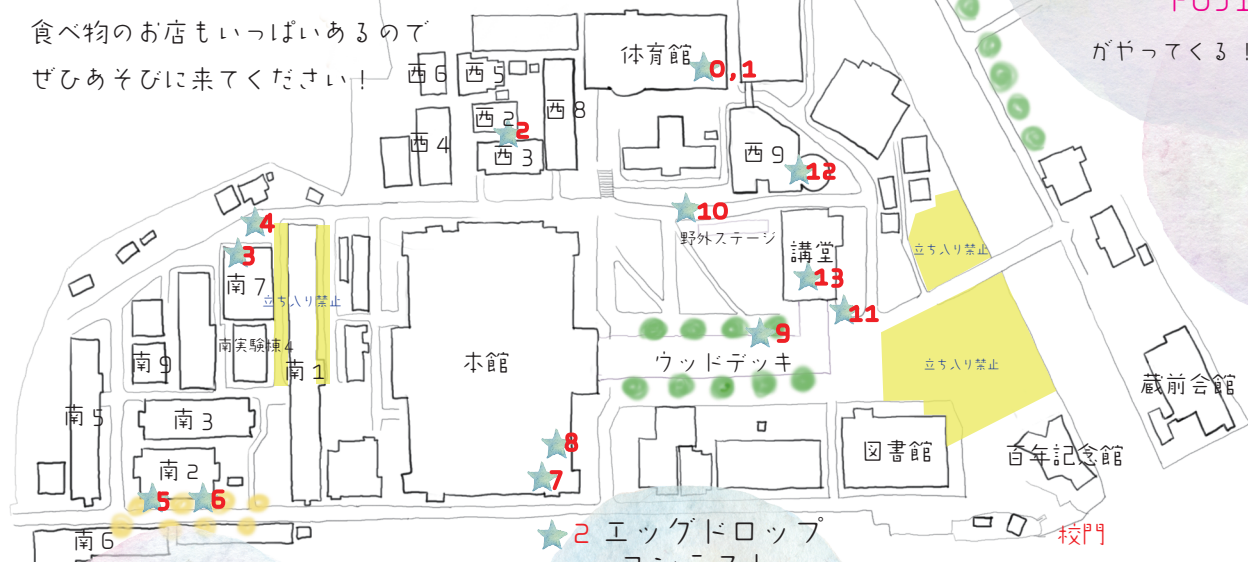 食べ物のお店もいっぱいあるので
ぜひあそびに来てください！
がやってくる！
体育館
0,1
西6
西5
西2
2
西8
西4
西3
西9
12
4
3
10
野外ステージ
講堂
13
11
立ち入り禁止
南7
立ち入り禁止
南実験棟4
南1
南9
本館
9
ウッドデッキ
立ち入り禁止
蔵前会館
南5
南3
8
7
図書館
百年記念館
南2
5
6
南6
2 エッグドロップ
校門